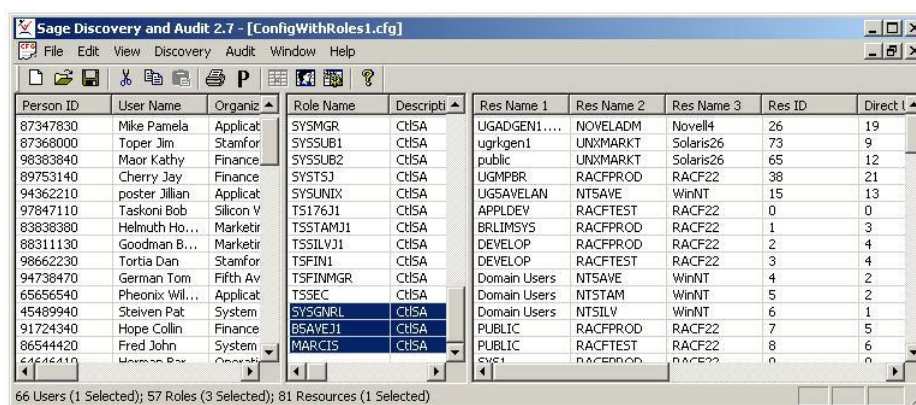 Sage Discovery and Audit 2.7 - [ConfigWithRoles1.cfg]
File Edit View Discovery Audit Window Help
Person ID User Name Organiz Role Name Descripti Res Name 1 Res Name 2 Res Name 3 Res ID Direct
87347830 Mike Pamela Applicat SYSMGR CtlSA UGADGEN1.... NOVELADM Novell4 26 19
87368000 Toper Jim Stamfor SYSSUB1 CtlSA ugrkgen1 UNXMARKT Solaris26 73 9
98383840 Maor Kathy Finance SYSSUB2 CtlSA public UNXMARKT Solaris26 65 12
89753140 Cherry Jay Finance SYSTSJ CtlSA UGMPBR RACFPROD RACF22 38 21
94362210 poster Jillian Applicat SYSUNIX CtlSA UGSAVELAN NTSAVE WinNT 15 13
97847110 Taskoni Bob Silicon V TS176J1 CtlSA APPLDEV RACFTEST RACF22 0 0
83838380 Helmuth Ho... Marketir TSSTAMJ1 CtlSA BRLIMSYS RACFPROD RACF22 1 3
88311130 Goodman B... Marketir TSSILVJ1 CtlSA DEVELOP RACFPROD RACF22 2 4
98662230 Tortia Dan Stamfor TSFIN1 CtlSA DEVELOP RACFTEST RACF22 3 4
94738470 German Tom Fifth Av TSFINMGR CtlSA Domain Users NTSAVE WinNT 4 2
65656540 Pheonix Wil... Applicat TSSEC CtlSA Domain Users NTSTAM WinNT 5 2
45489940 Steiven Pat System SYSGNRL CtlSA Domain Users NTSILV WinNT 6 1
91724340 Hope Collin Finance BSAVEJ1 CtlSA PUBLIC RACFPROD RACF22 7 5
86544420 Fred John System MARCIS CtlSA PUBLIC RACFTEST RACF22 8 6
66 Users (1 Selected); 57 Roles (3 Selected); 81 Resources (1 Selected)